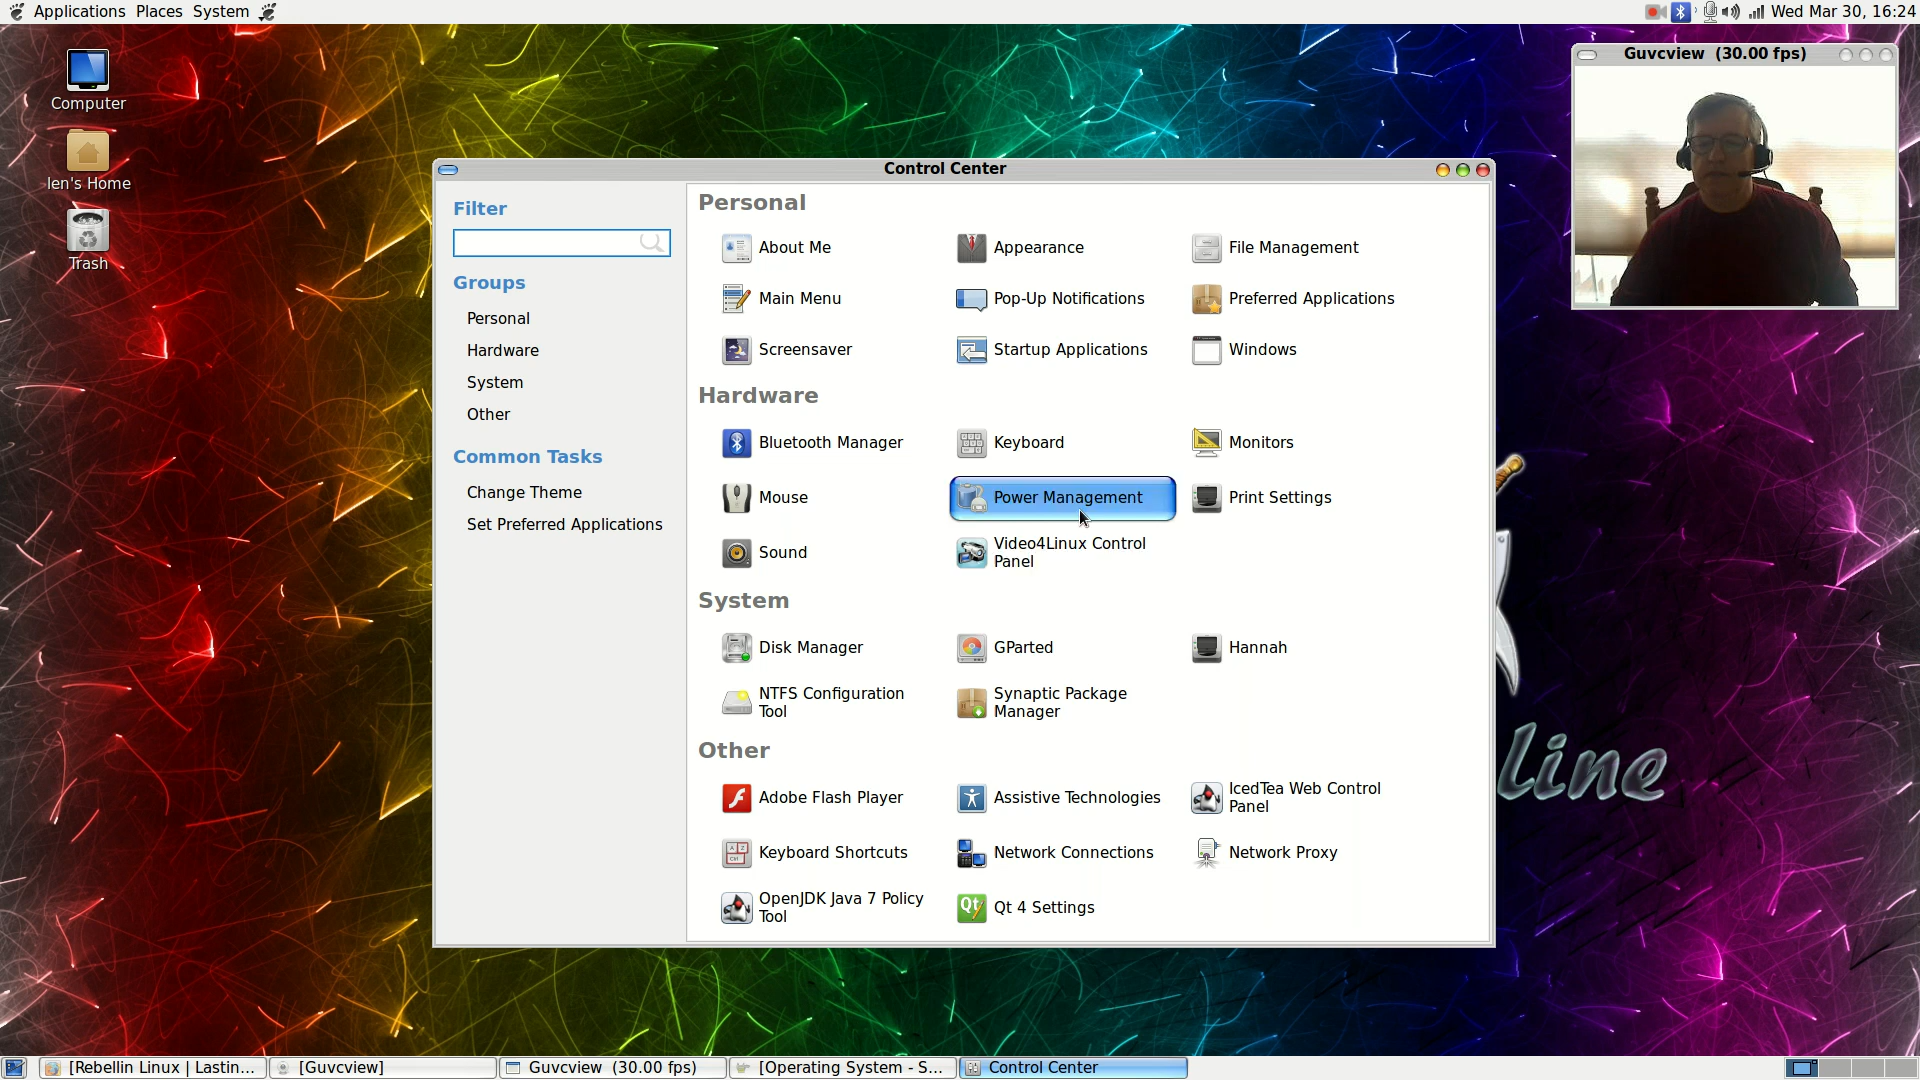 Applications Places System
Wed Mar 30, 16:24
Computer
len's Home
Trash
Guvcview (30.00 fps)
Control Center
Filter
Groups
Personal
Hardware
System
Other
Common Tasks
Change Theme
Set Preferred Applications
Personal
About Me
Appearance
File Management
Main Menu
Pop-Up Notifications
Preferred Applications
Screensaver
Startup Applications
Windows
Hardware
Bluetooth Manager
Keyboard
Monitors
Mouse
Power Management
Print Settings
Sound
Video4Linux Control
Panel
System
Disk Manager
GParted
Hannah
NTFS Configuration
Tool
Synaptic Package
Manager
Other
Adobe Flash Player
Assistive Technologies
IcedTea Web Control
Panel
Keyboard Shortcuts
Network Connections
Network Proxy
OpenJDK Java 7 Policy
Tool
Qt 4 Settings
line
[Rebellin Linux | Lastin...
[Guvcview]
Guvcview (30.00 fps)
[Operating System - S...
Control Center